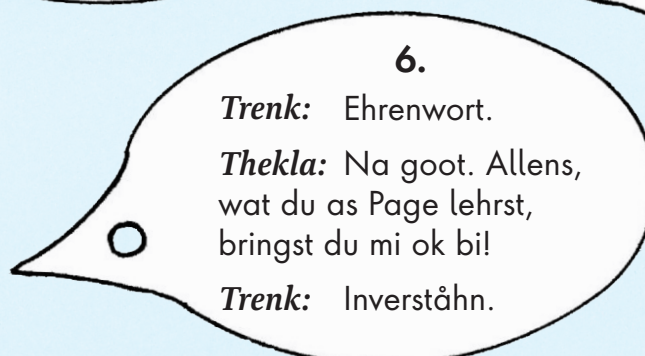 6.
Trenk: Ehrenwort.
Thekla: Na goot. Allens,
wat du as Page lehrst,
bringst du mi ok bi!
Trenk: Inverståhn.